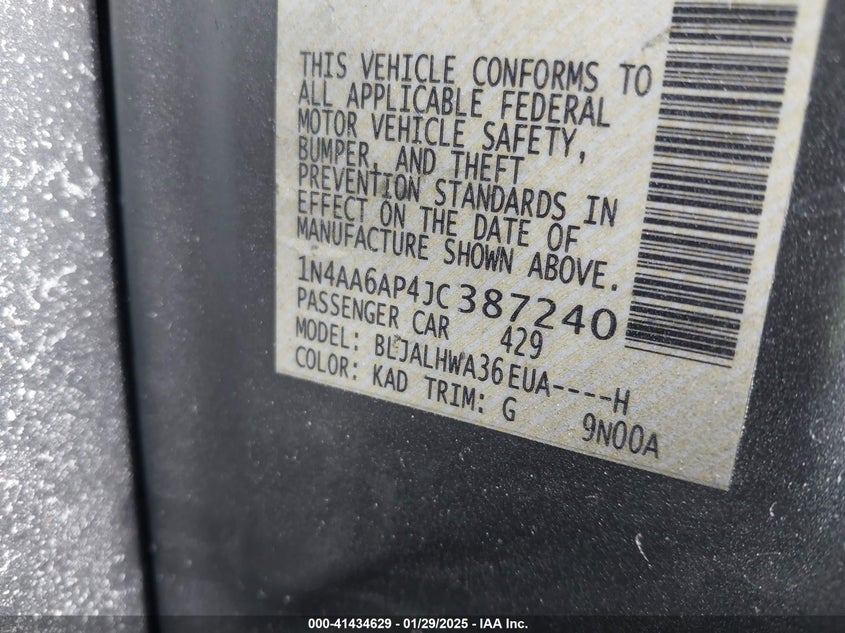 THIS VEHICLE CONFORMS TO
ALL APPLICABLE FEDERAL
MOTOR VEHICLE SAFETY,
BUMPER, AND THEFT
PREVENTION STANDARDS IN
EFFECT ON THE DATE OF
MANUFACTURE SHOWN ABOVE.
1N4AA6AP4JC387240
PASSENGER CAR 429
MODEL: BLJALHWA36EUA----H
COLOR: KAD TRIM: G 9N00A
000-41434629 - 01/29/2025 - IAA Inc.